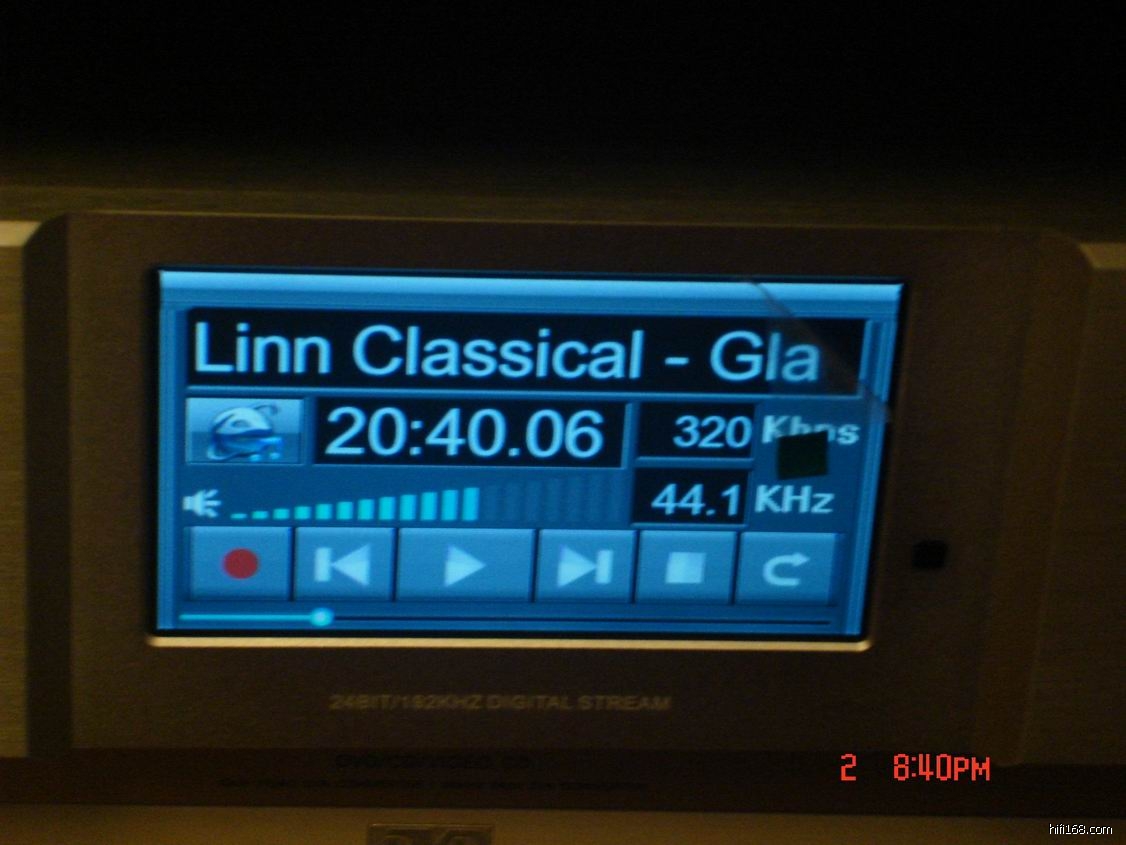 Linn Classical - Gla
20:40.06
320 Kbps
44.1 KHz
24BIT/192KHZ DIGITAL STREAM
2 8:40PM
hifi168.com